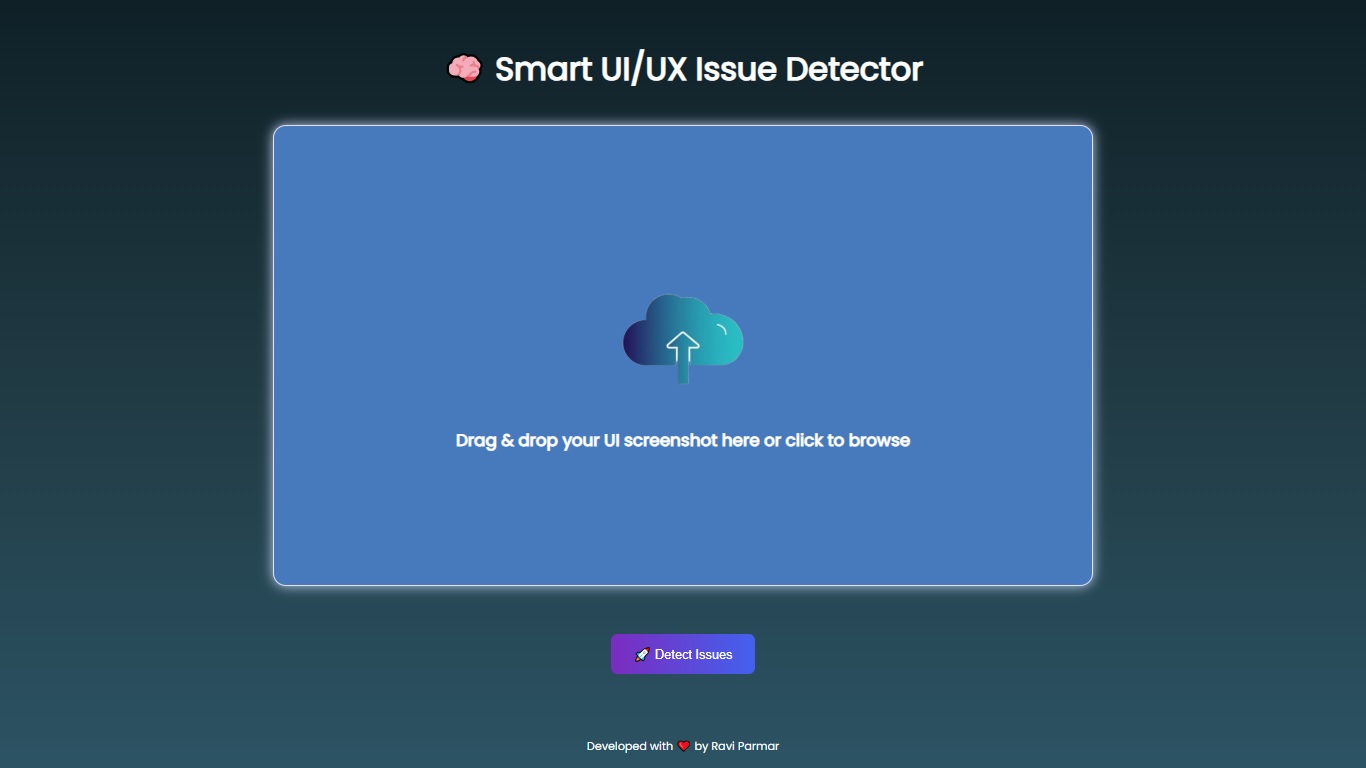 🧠 Smart UI/UX Issue Detector
Drag & drop your UI screenshot here or click to browse
🚀 Detect Issues
Developed with ❤️ by Ravi Parmar